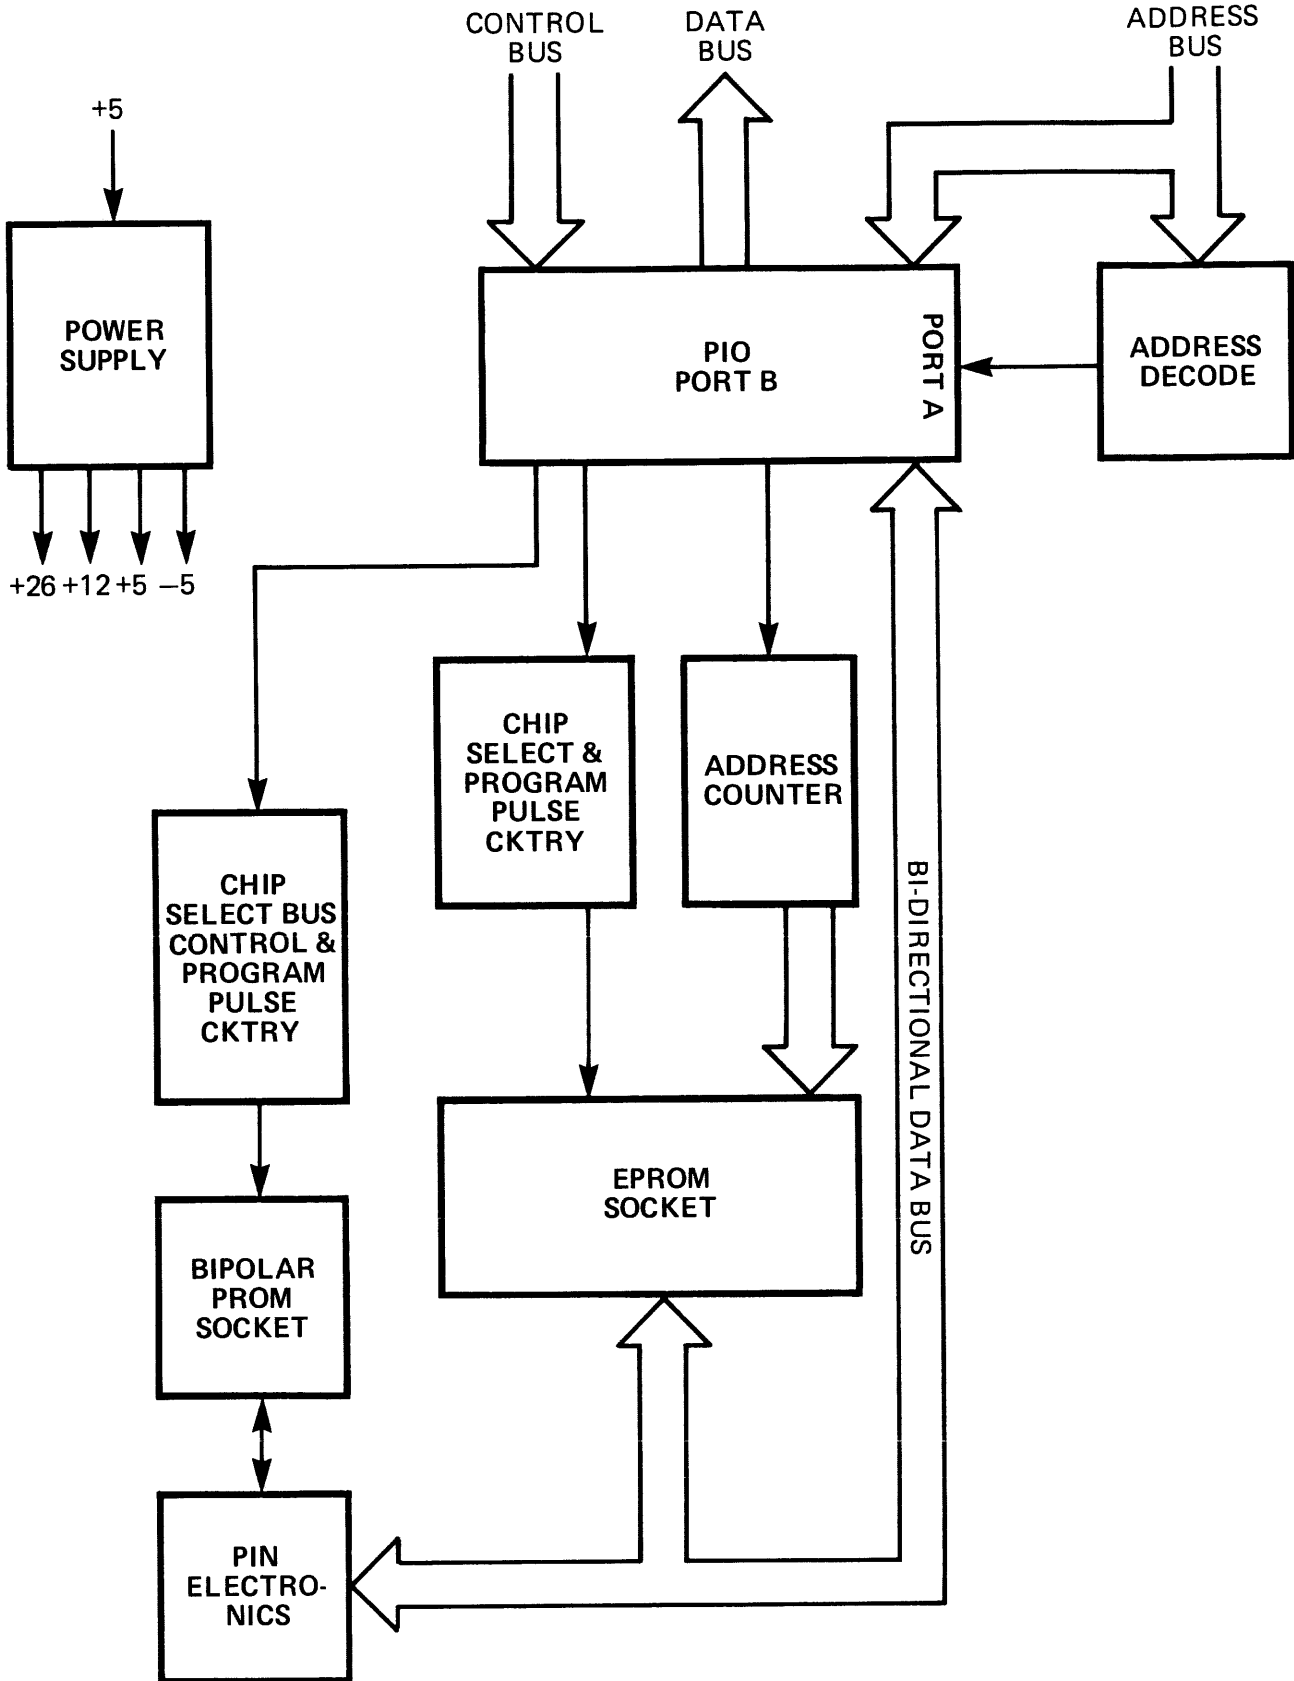 CONTROL
BUS
DATA
BUS
ADDRESS
BUS
+5
POWER
SUPPLY
+26 +12 +5 —5
PIO
PORT B
PORT A
ADDRESS
DECODE
CHIP
SELECT &
PROGRAM
PULSE
CKTRY
ADDRESS
COUNTER
CHIP
SELECT BUS
CONTROL &
PROGRAM
PULSE
CKTRY
BI-DIRECTIONAL DATA BUS
EPROM
SOCKET
BIPOLAR
PROM
SOCKET
PIN
ELECTRO-
NICS